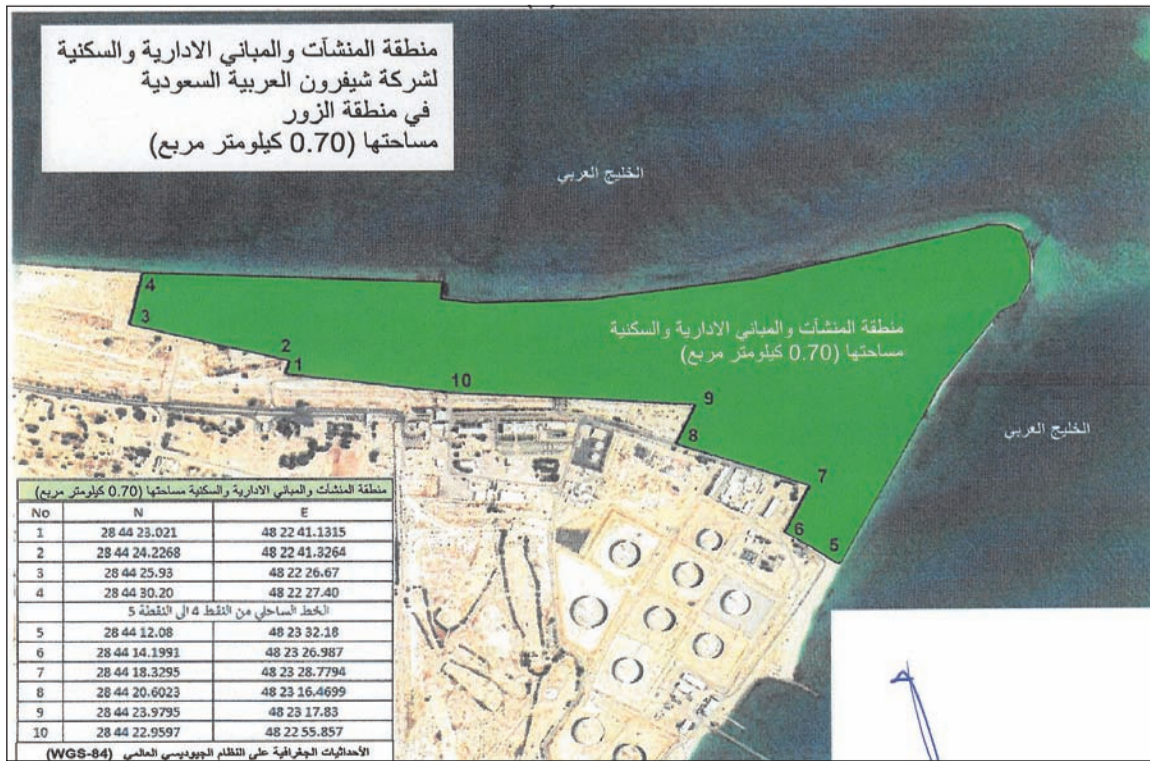 منطقة المنشآت والمباني الادارية والسكنية
لشركة شيفرون العربية السعودية
في منطقة الزور
مساحتها (0.70 كيلومتر مربع)
الخليج العربي
4
3
2
1
10
منطقة المنشآت والمباني الادارية والسكنية
مساحتها (0.70 كيلومتر مربع)
9
8
7
6
5
الخليج العربي
منطقة المنشآت والمباني الادارية والسكنية مساحتها (0.70 كيلومتر مربع)
No N E
1 28 44 23.021 48 22 41.1315
2 28 44 24.2268 48 22 41.3264
3 28 44 25.93 48 22 26.67
4 28 44 30.20 48 22 27.40
الخط الساحلي من النقط 4 الى النقطة 5
5 28 44 12.08 48 23 32.18
6 28 44 14.1991 48 23 26.987
7 28 44 18.3295 48 23 28.7794
8 28 44 20.6023 48 23 16.4699
9 28 44 23.9795 48 23 17.83
10 28 44 22.9597 48 22 55.857
الأحداثيات الجغرافية على النظام الجيوديسي العالمي (WGS-84)